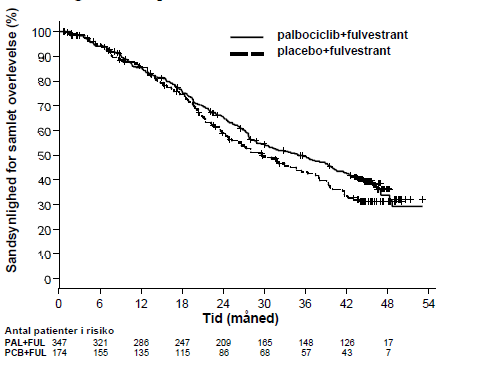 Sandsynlighed for samlet overlevelse (%)
palbociclib+fulvestrant
placebo+fulvestrant
100
90
80
70
60
50
40
30
20
10
0
0 6 12 18 24 30 36 42 48 54
Tid (måned)
Antal patienter i risiko
PAL+FUL 347 321 286 247 209 165 148 126 17
PCB+FUL 174 155 135 115 86 68 57 43 7